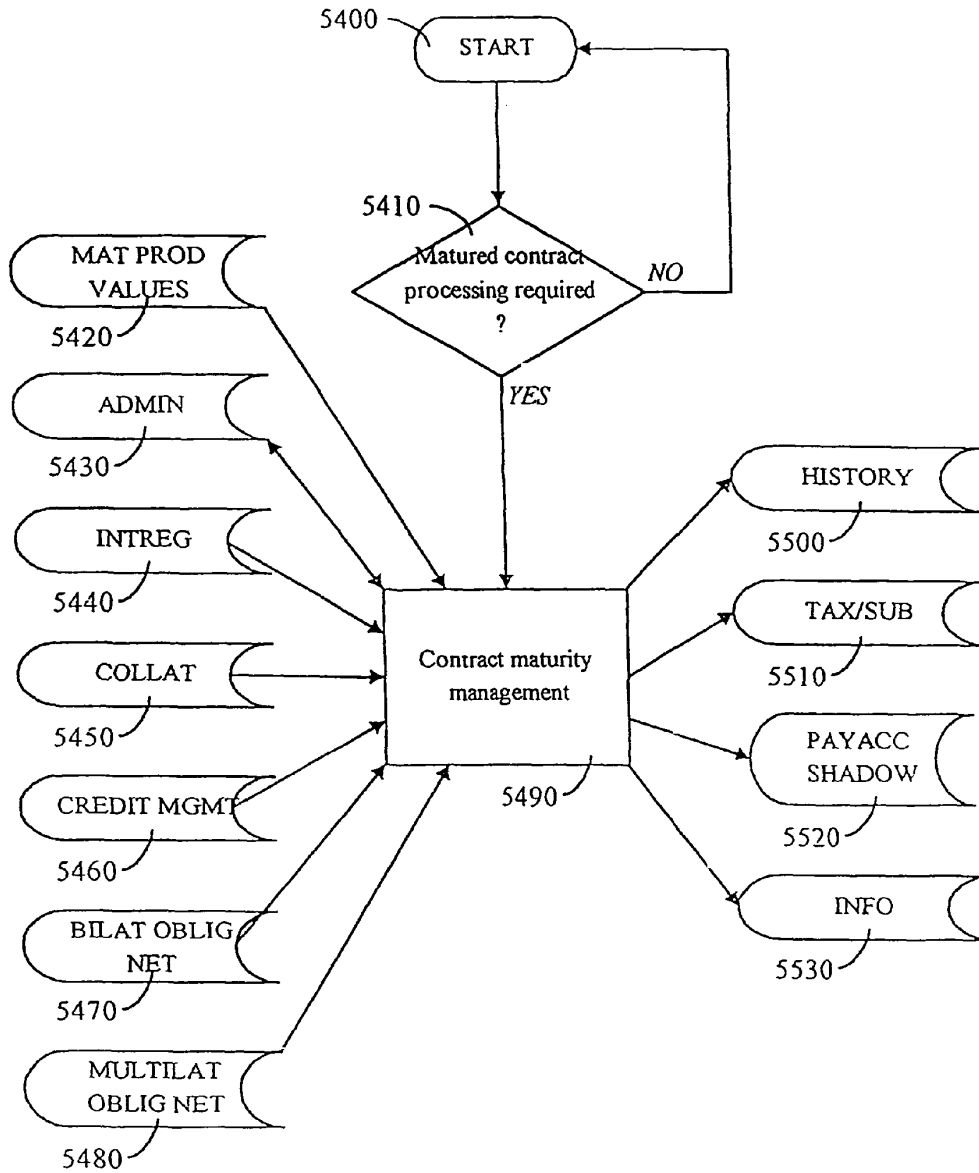 5400
START
5410
Matured contract
processing required
?
NO
YES
MAT PROD
VALUES
5420
ADMIN
5430
INTREG
5440
COLLAT
5450
CREDIT MGMT
5460
BILAT OBLIG
NET
5470
MULTILAT
OBLIG NET
5480
Contract maturity
management
5490
HISTORY
5500
TAX/SUB
5510
PAYACC
SHADOW
5520
INFO
5530